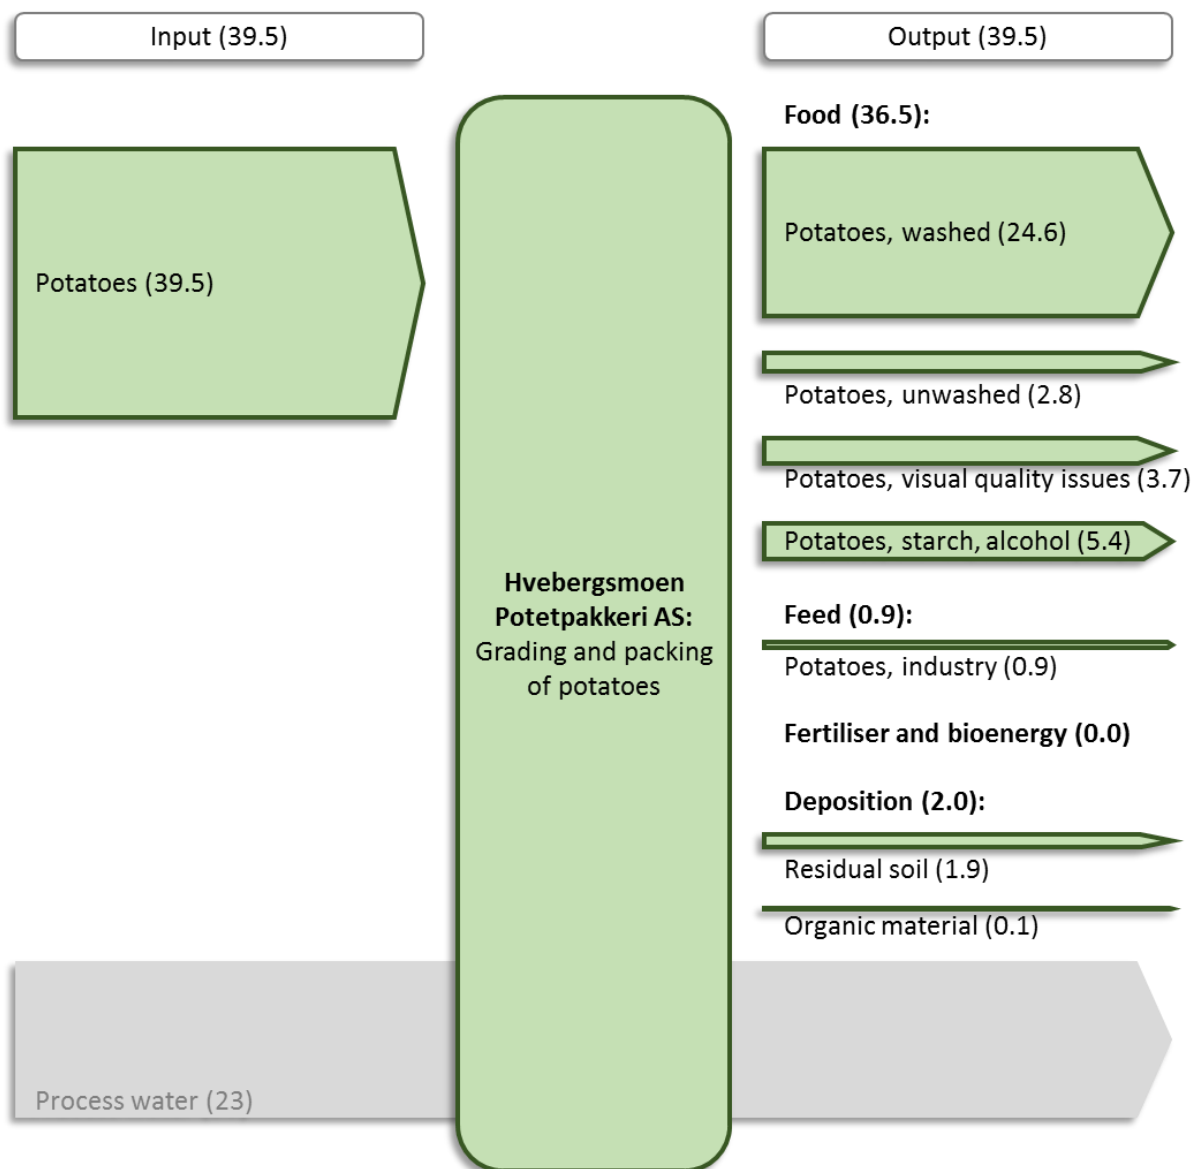 Input (39.5)
Output (39.5)
Potatoes (39.5)
Hvebergsmoen
Potetpakkeri AS:
Grading and packing
of potatoes
Food (36.5):
Potatoes, washed (24.6)
Potatoes, unwashed (2.8)
Potatoes, visual quality issues (3.7)
Potatoes, starch, alcohol (5.4)
Feed (0.9):
Potatoes, industry (0.9)
Fertiliser and bioenergy (0.0)
Deposition (2.0):
Residual soil (1.9)
Organic material (0.1)
Process water (23)